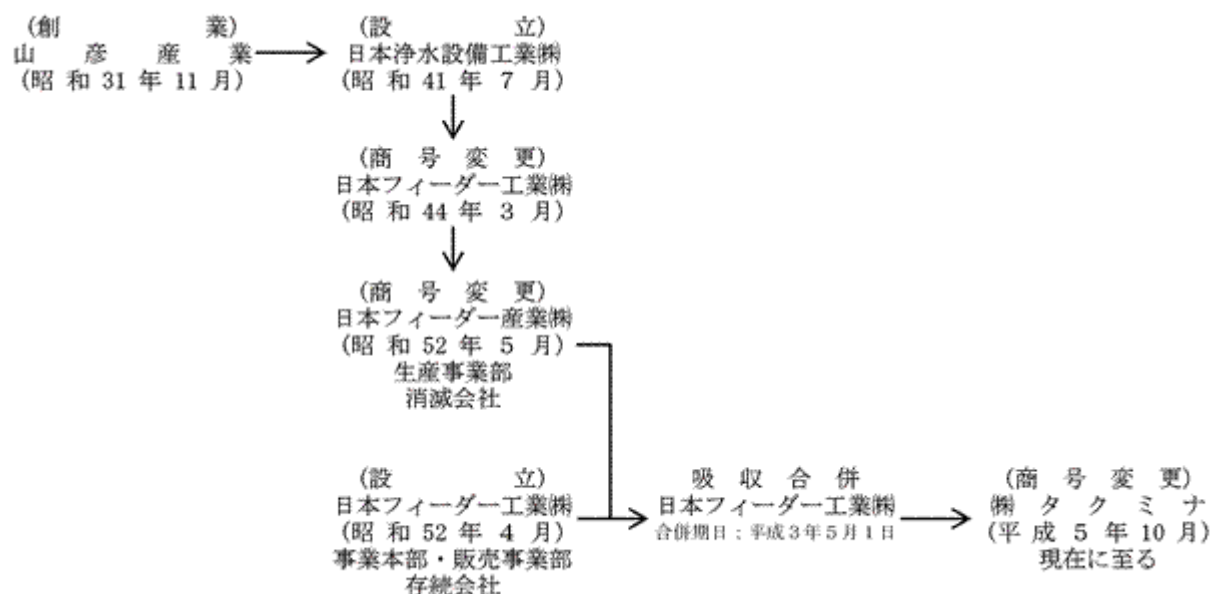 (創業)
山彦産業
(昭和31年11月)
(設立)
日本浄水設備工業㈱
(昭和41年7月)
(商号変更)
日本フィーダー工業㈱
(昭和44年3月)
(商号変更)
日本フィーダー産業㈱
(昭和52年5月)
生産事業部
消滅会社
(設立)
日本フィーダー工業㈱
(昭和52年4月)
事業本部・販売事業部
存続会社
吸収合併
日本フィーダー工業㈱
合併期日：平成3年5月1日
(商号変更)
㈱タクミナ
(平成5年10月)
現在に至る